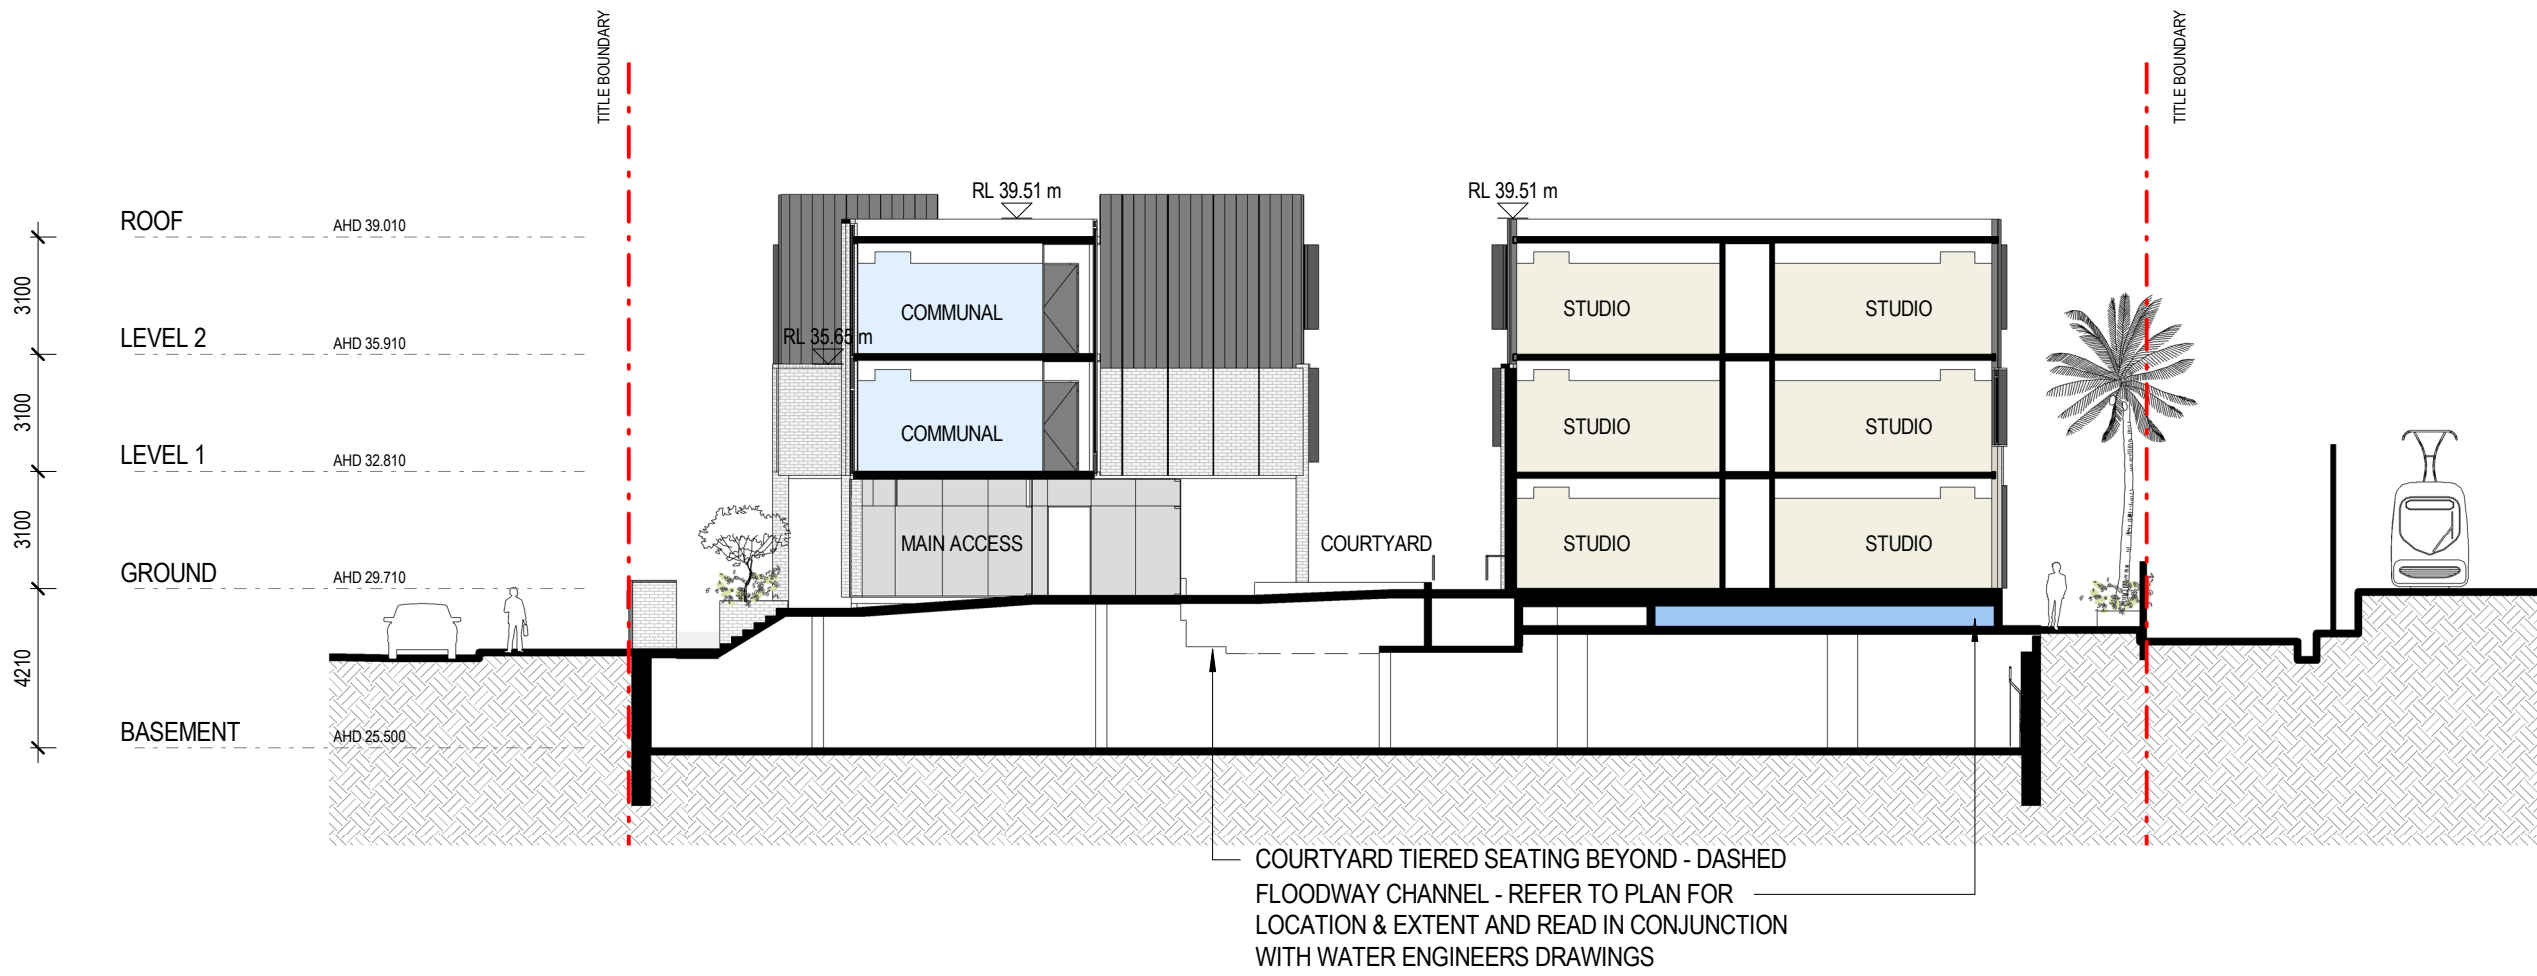 TITLE BOUNDARY
TITLE BOUNDARY
RL 39.51 m
RL 39.51 m
ROOF
AHD 39.010
3100
COMMUNAL
STUDIO
STUDIO
RL 35.65 m
LEVEL 2
AHD 35.910
3100
COMMUNAL
STUDIO
STUDIO
LEVEL 1
AHD 32.810
3100
MAIN ACCESS
COURTYARD
STUDIO
STUDIO
GROUND
AHD 29.710
4210
BASEMENT
AHD 25.500
COURTYARD TIERED SEATING BEYOND - DASHED
FLOODWAY CHANNEL - REFER TO PLAN FOR
LOCATION & EXTENT AND READ IN CONJUNCTION
WITH WATER ENGINEERS DRAWINGS